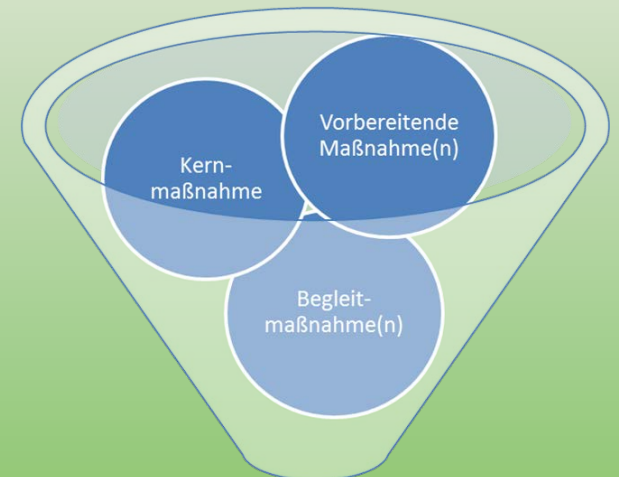 Vorbereitende
Maßnahme(n)
Kern-
maßnahme
Begleit-
maßnahme(n)